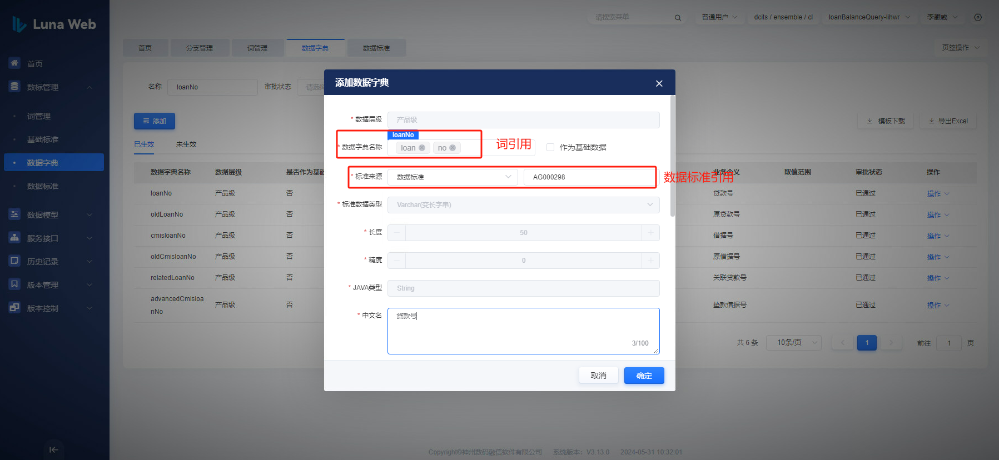 Luna Web
请搜索菜单
普通用户
dcits / ensemble / cl
loanBalanceQuery-lihwr
李灏威
首页
分支管理
词管理
数据字典
数据标准
页签操作
首页
数标管理
词管理
基础标准
数据字典
数据标准
数据模型
服务接口
历史记录
版本管理
版本控制
名称
loanNo
审批状态
请选择
添加
模板下载
导出Excel
已生效
未生效
数据字典名称
数据层级
是否作为基础
业务含义
取值范围
审批状态
操作
loanNo
产品级
否
贷款号
已通过
操作
oldLoanNo
产品级
否
原贷款号
已通过
操作
cmisloanNo
产品级
否
借据号
已通过
操作
oldCmisloanNo
产品级
否
原借据号
已通过
操作
relatedLoanNo
产品级
否
关联贷款号
已通过
操作
advancedCmisloa
nNo
产品级
否
垫款借据号
已通过
操作
共 6 条
10条/页
1
前往
1
页
添加数据字典
* 数据层级
产品级
loanNo
* 数据字典名称
loan
no
词引用
作为基础数据
* 标准来源
数据标准
AG000298
数据标准引用
* 标准数据类型
Varchar(变长字串)
* 长度
50
* 精度
0
* JAVA类型
String
* 中文名
贷款号
3/100
取消
确定
Copyright©神州数码融信软件有限公司
系统版本：V3.13.0
2024-05-31 10:32:01